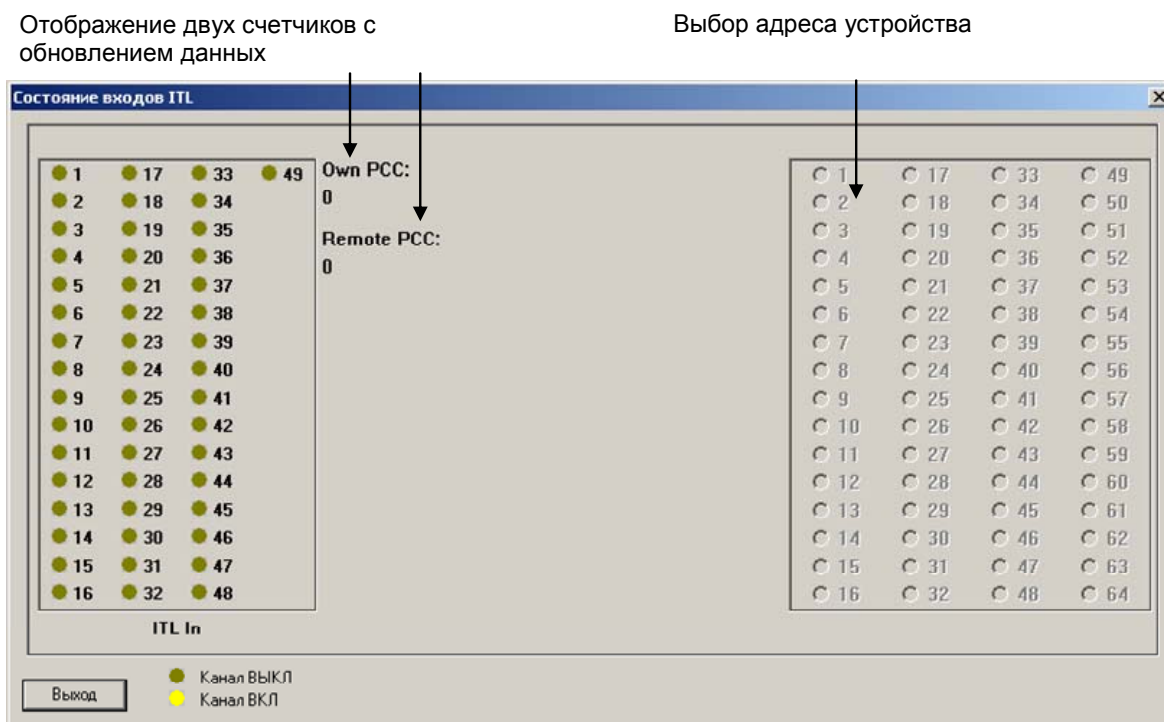 Отображение двух счетчиков с
обновлением данных
Выбор адреса устройства
Состояние входов ITL
1 17 33 49
2 18 34
3 19 35
4 20 36
5 21 37
6 22 38
7 23 39
8 24 40
9 25 41
10 26 42
11 27 43
12 28 44
13 29 45
14 30 46
15 31 47
16 32 48
ITL In
Own PCC:
0
Remote PCC:
0
1 17 33 49
2 18 34 50
3 19 35 51
4 20 36 52
5 21 37 53
6 22 38 54
7 23 39 55
8 24 40 56
9 25 41 57
10 26 42 58
11 27 43 59
12 28 44 60
13 29 45 61
14 30 46 62
15 31 47 63
16 32 48 64
Выход
Канал ВЫКЛ
Канал ВКЛ